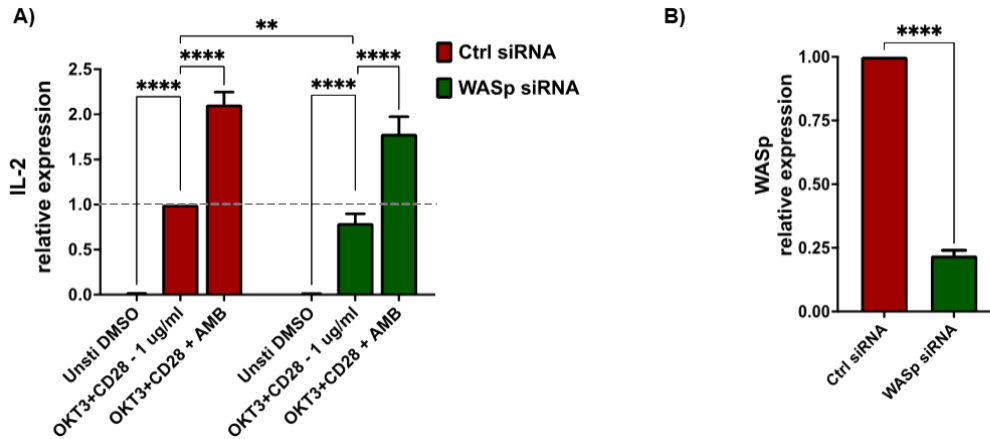 A)
**
**** **** **** ****
Ctrl siRNA
WASp siRNA
IL-2
relative expression
2.5
2.0
1.5
1.0
0.5
0.0
Unsti DMSO
OKT3+CD28 - 1 ug/ml
OKT3+CD28 + AMB
Unsti DMSO
OKT3+CD28 - 1 ug/ml
OKT3+CD28 + AMB
B)
****
WASp
relative expression
1.00
0.75
0.50
0.25
0.00
Ctrl siRNA
WASp siRNA